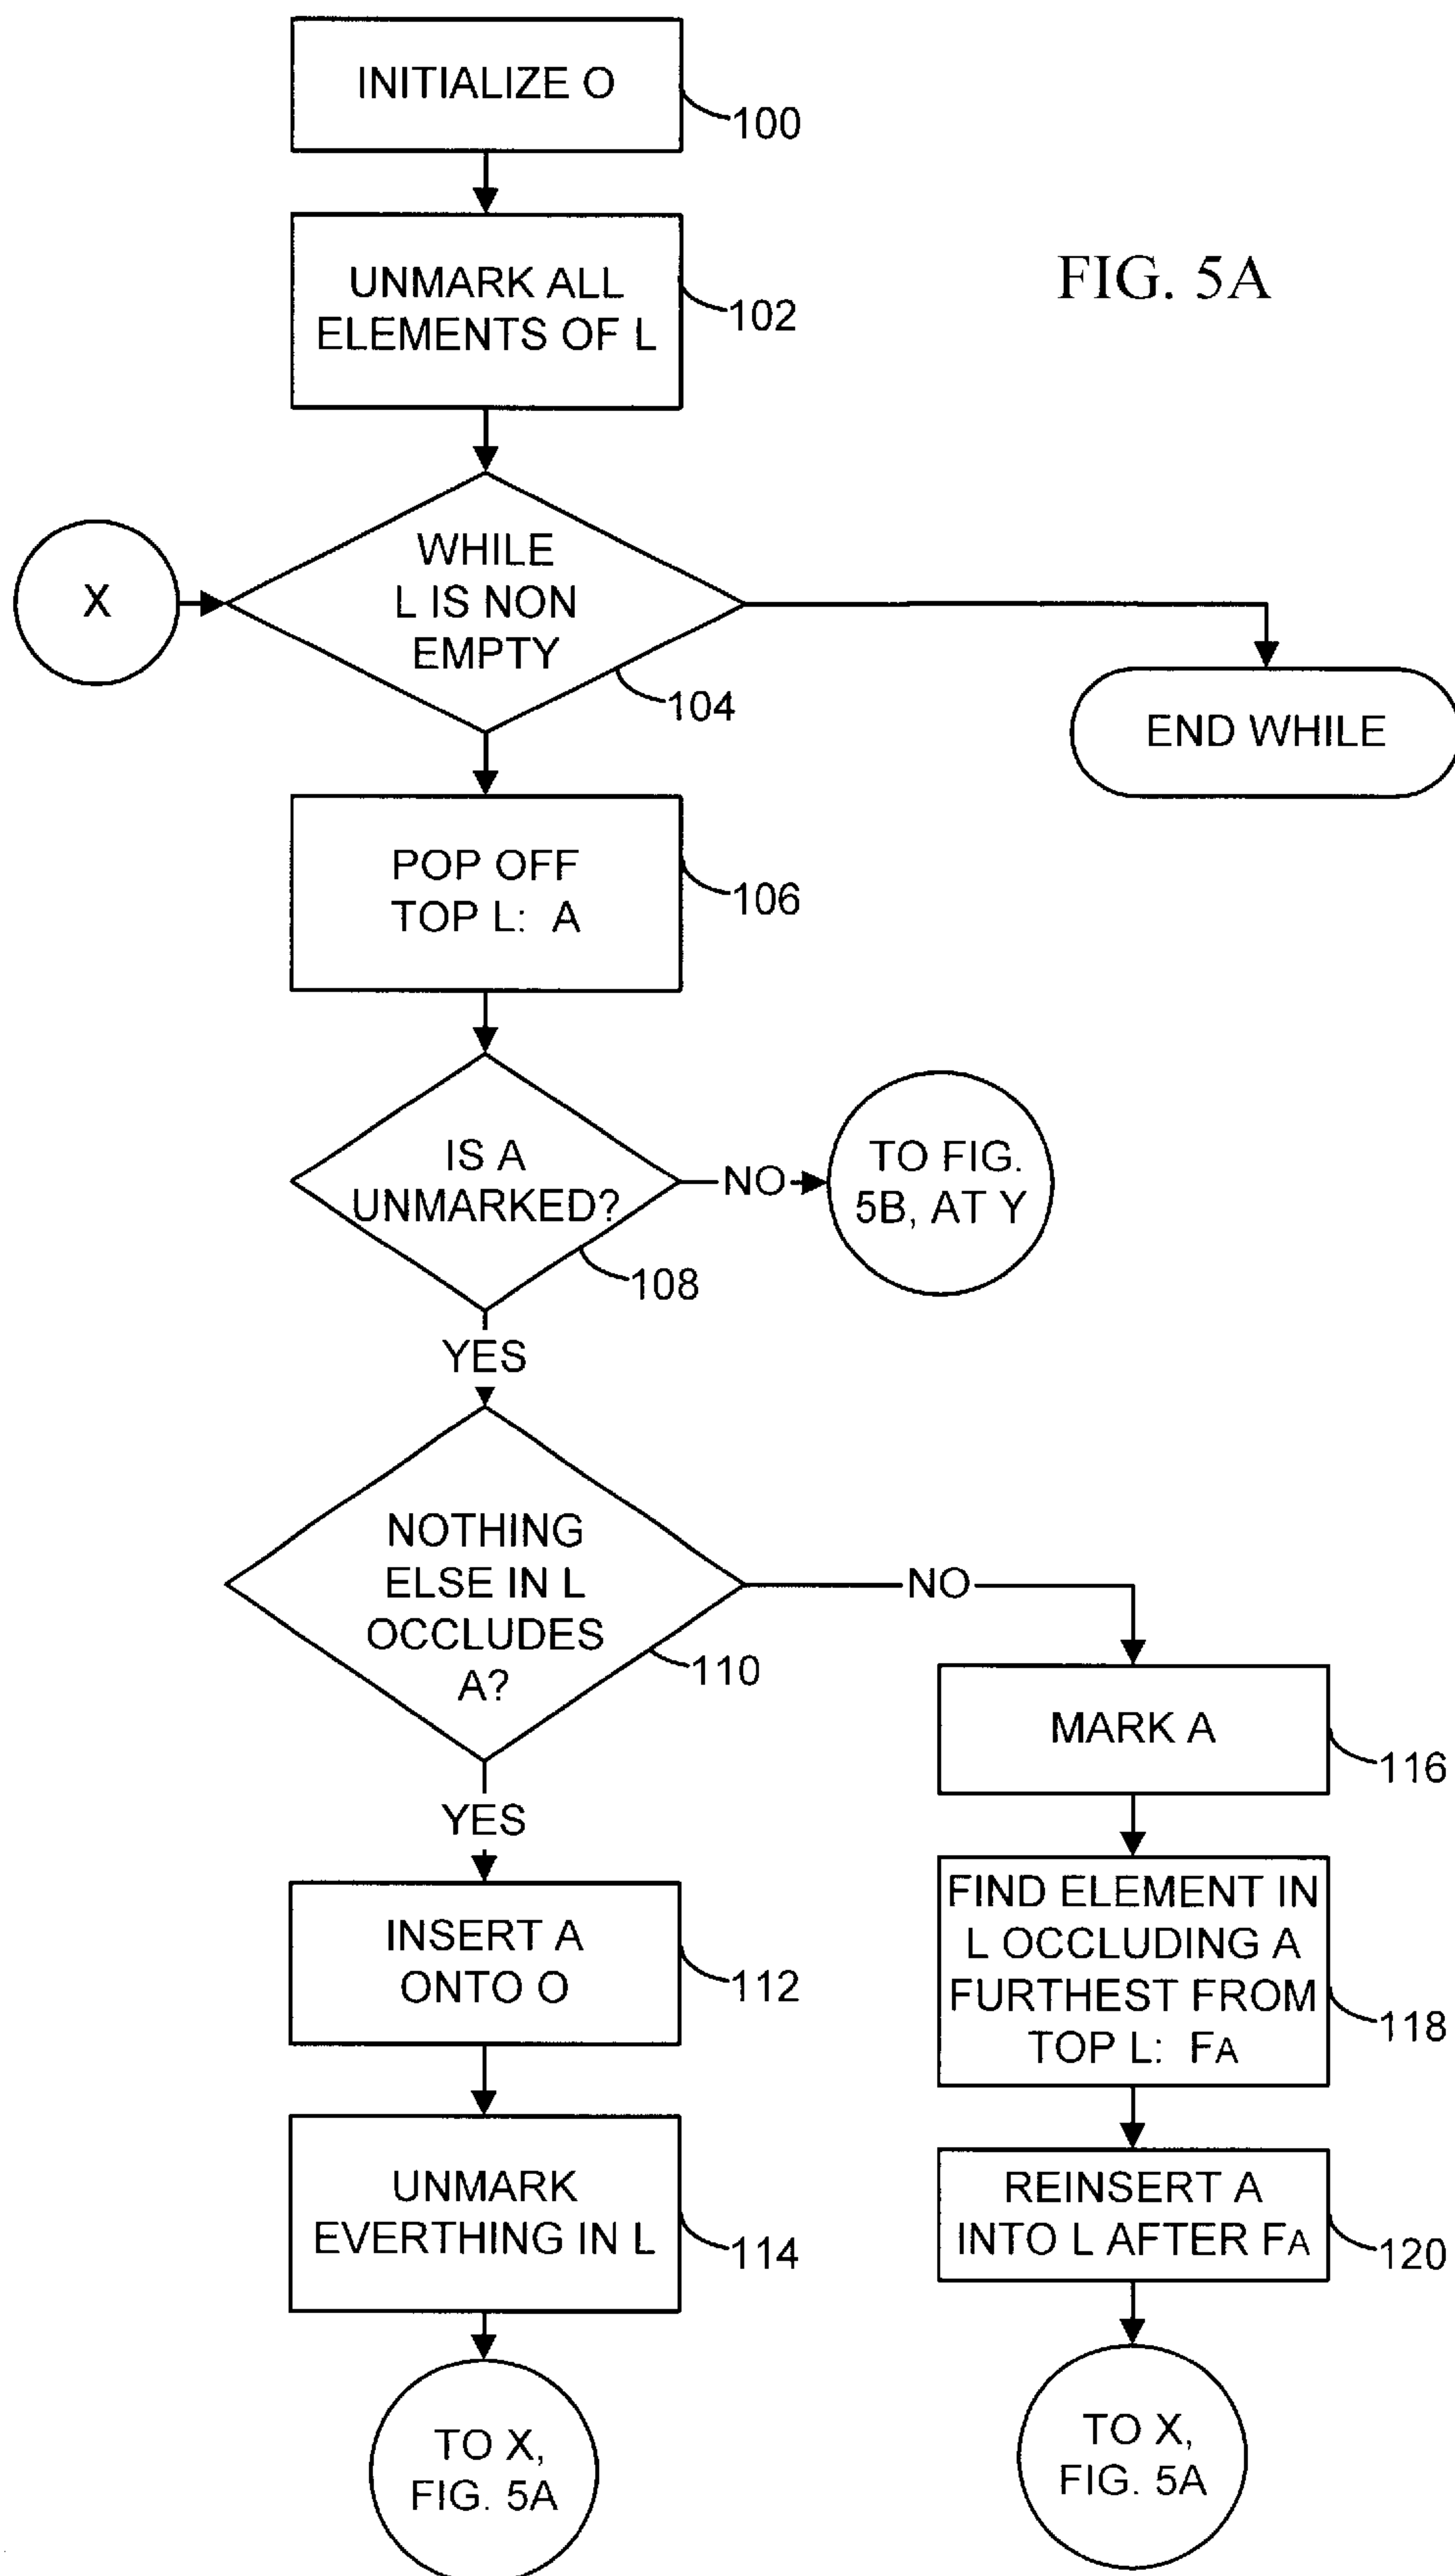 INITIALIZE O
100
UNMARK ALL
ELEMENTS OF L
102
FIG. 5A
X
WHILE
L IS NON
EMPTY
104
END WHILE
POP OFF
TOP L: A
106
IS A
UNMARKED?
108
NO
TO FIG.
5B, AT Y
YES
NOTHING
ELSE IN L
OCCLUDES
A?
110
NO
MARK A
116
YES
FIND ELEMENT IN
L OCCLUDING A
FURTHEST FROM
TOP L: FA
118
INSERT A
ONTO O
112
UNMARK
EVERTHING IN L
114
REINSERT A
INTO L AFTER FA
120
TO X,
FIG. 5A
TO X,
FIG. 5A